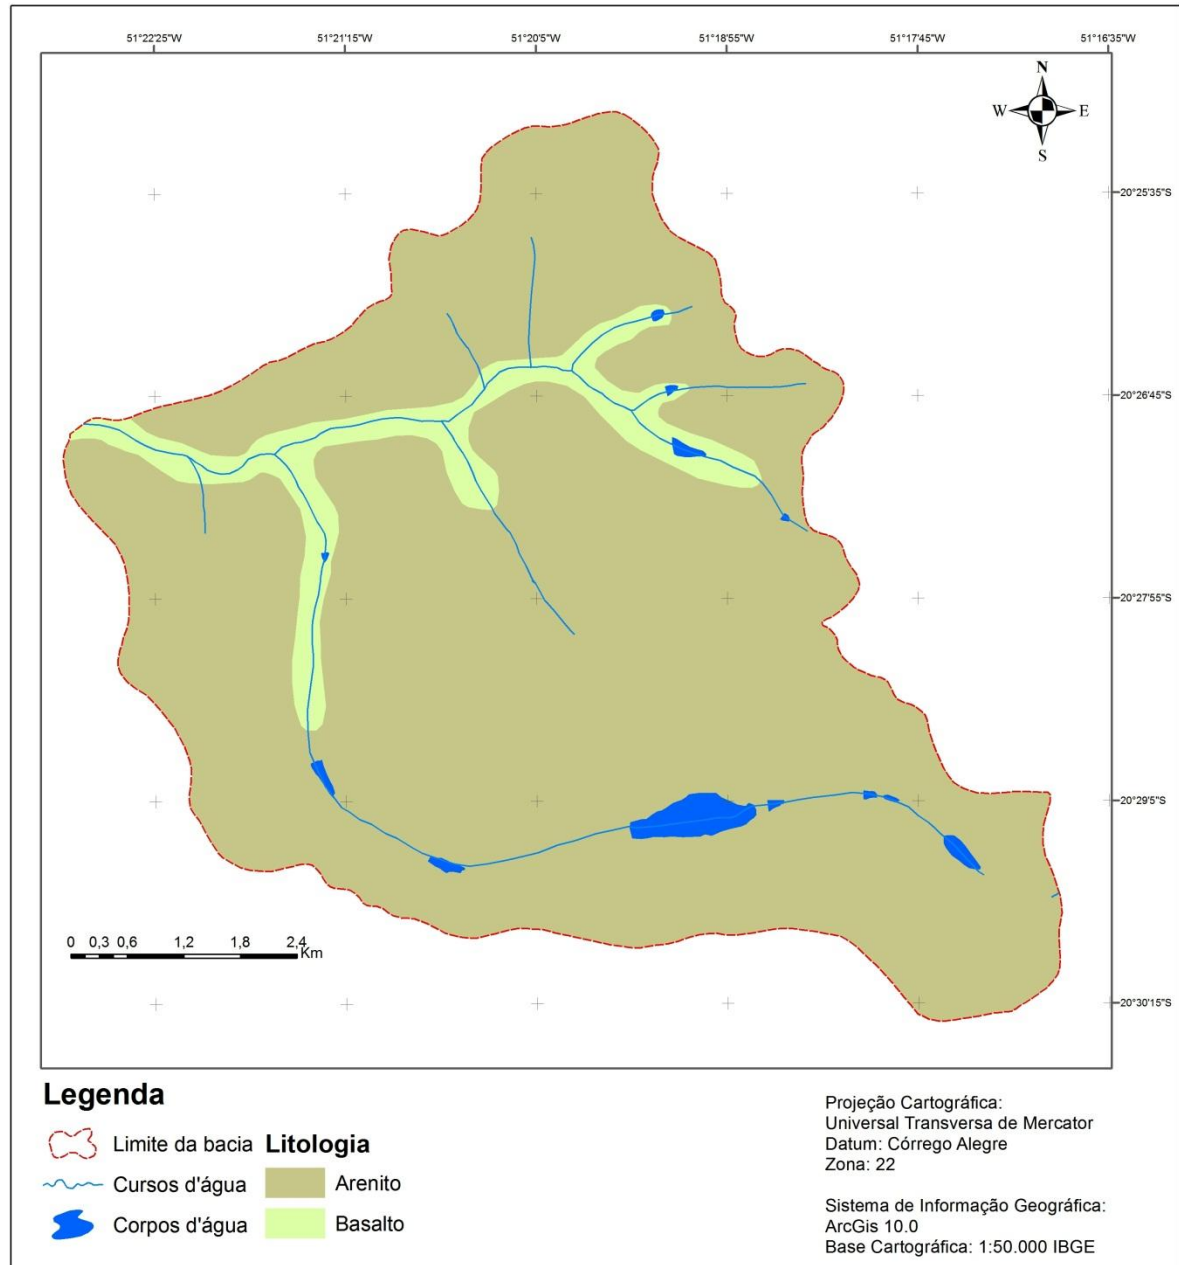 51°22'25"W 51°21'15"W 51°20'5"W 51°18'55"W 51°17'45"W 51°16'35"W
N
W E
S
20°25'35"S
20°26'45"S
20°27'55"S
20°29'5"S
20°30'15"S
0 0,3 0,6 1,2 1,8 2,4
Km
Legenda
Limite da bacia
Cursos d'água
Corpos d'água
Litologia
Arenito
Basalto
Projeção Cartográfica:
Universal Transversa de Mercator
Datum: Córrego Alegre
Zona: 22
Sistema de Informação Geográfica:
ArcGis 10.0
Base Cartográfica: 1:50.000 IBGE